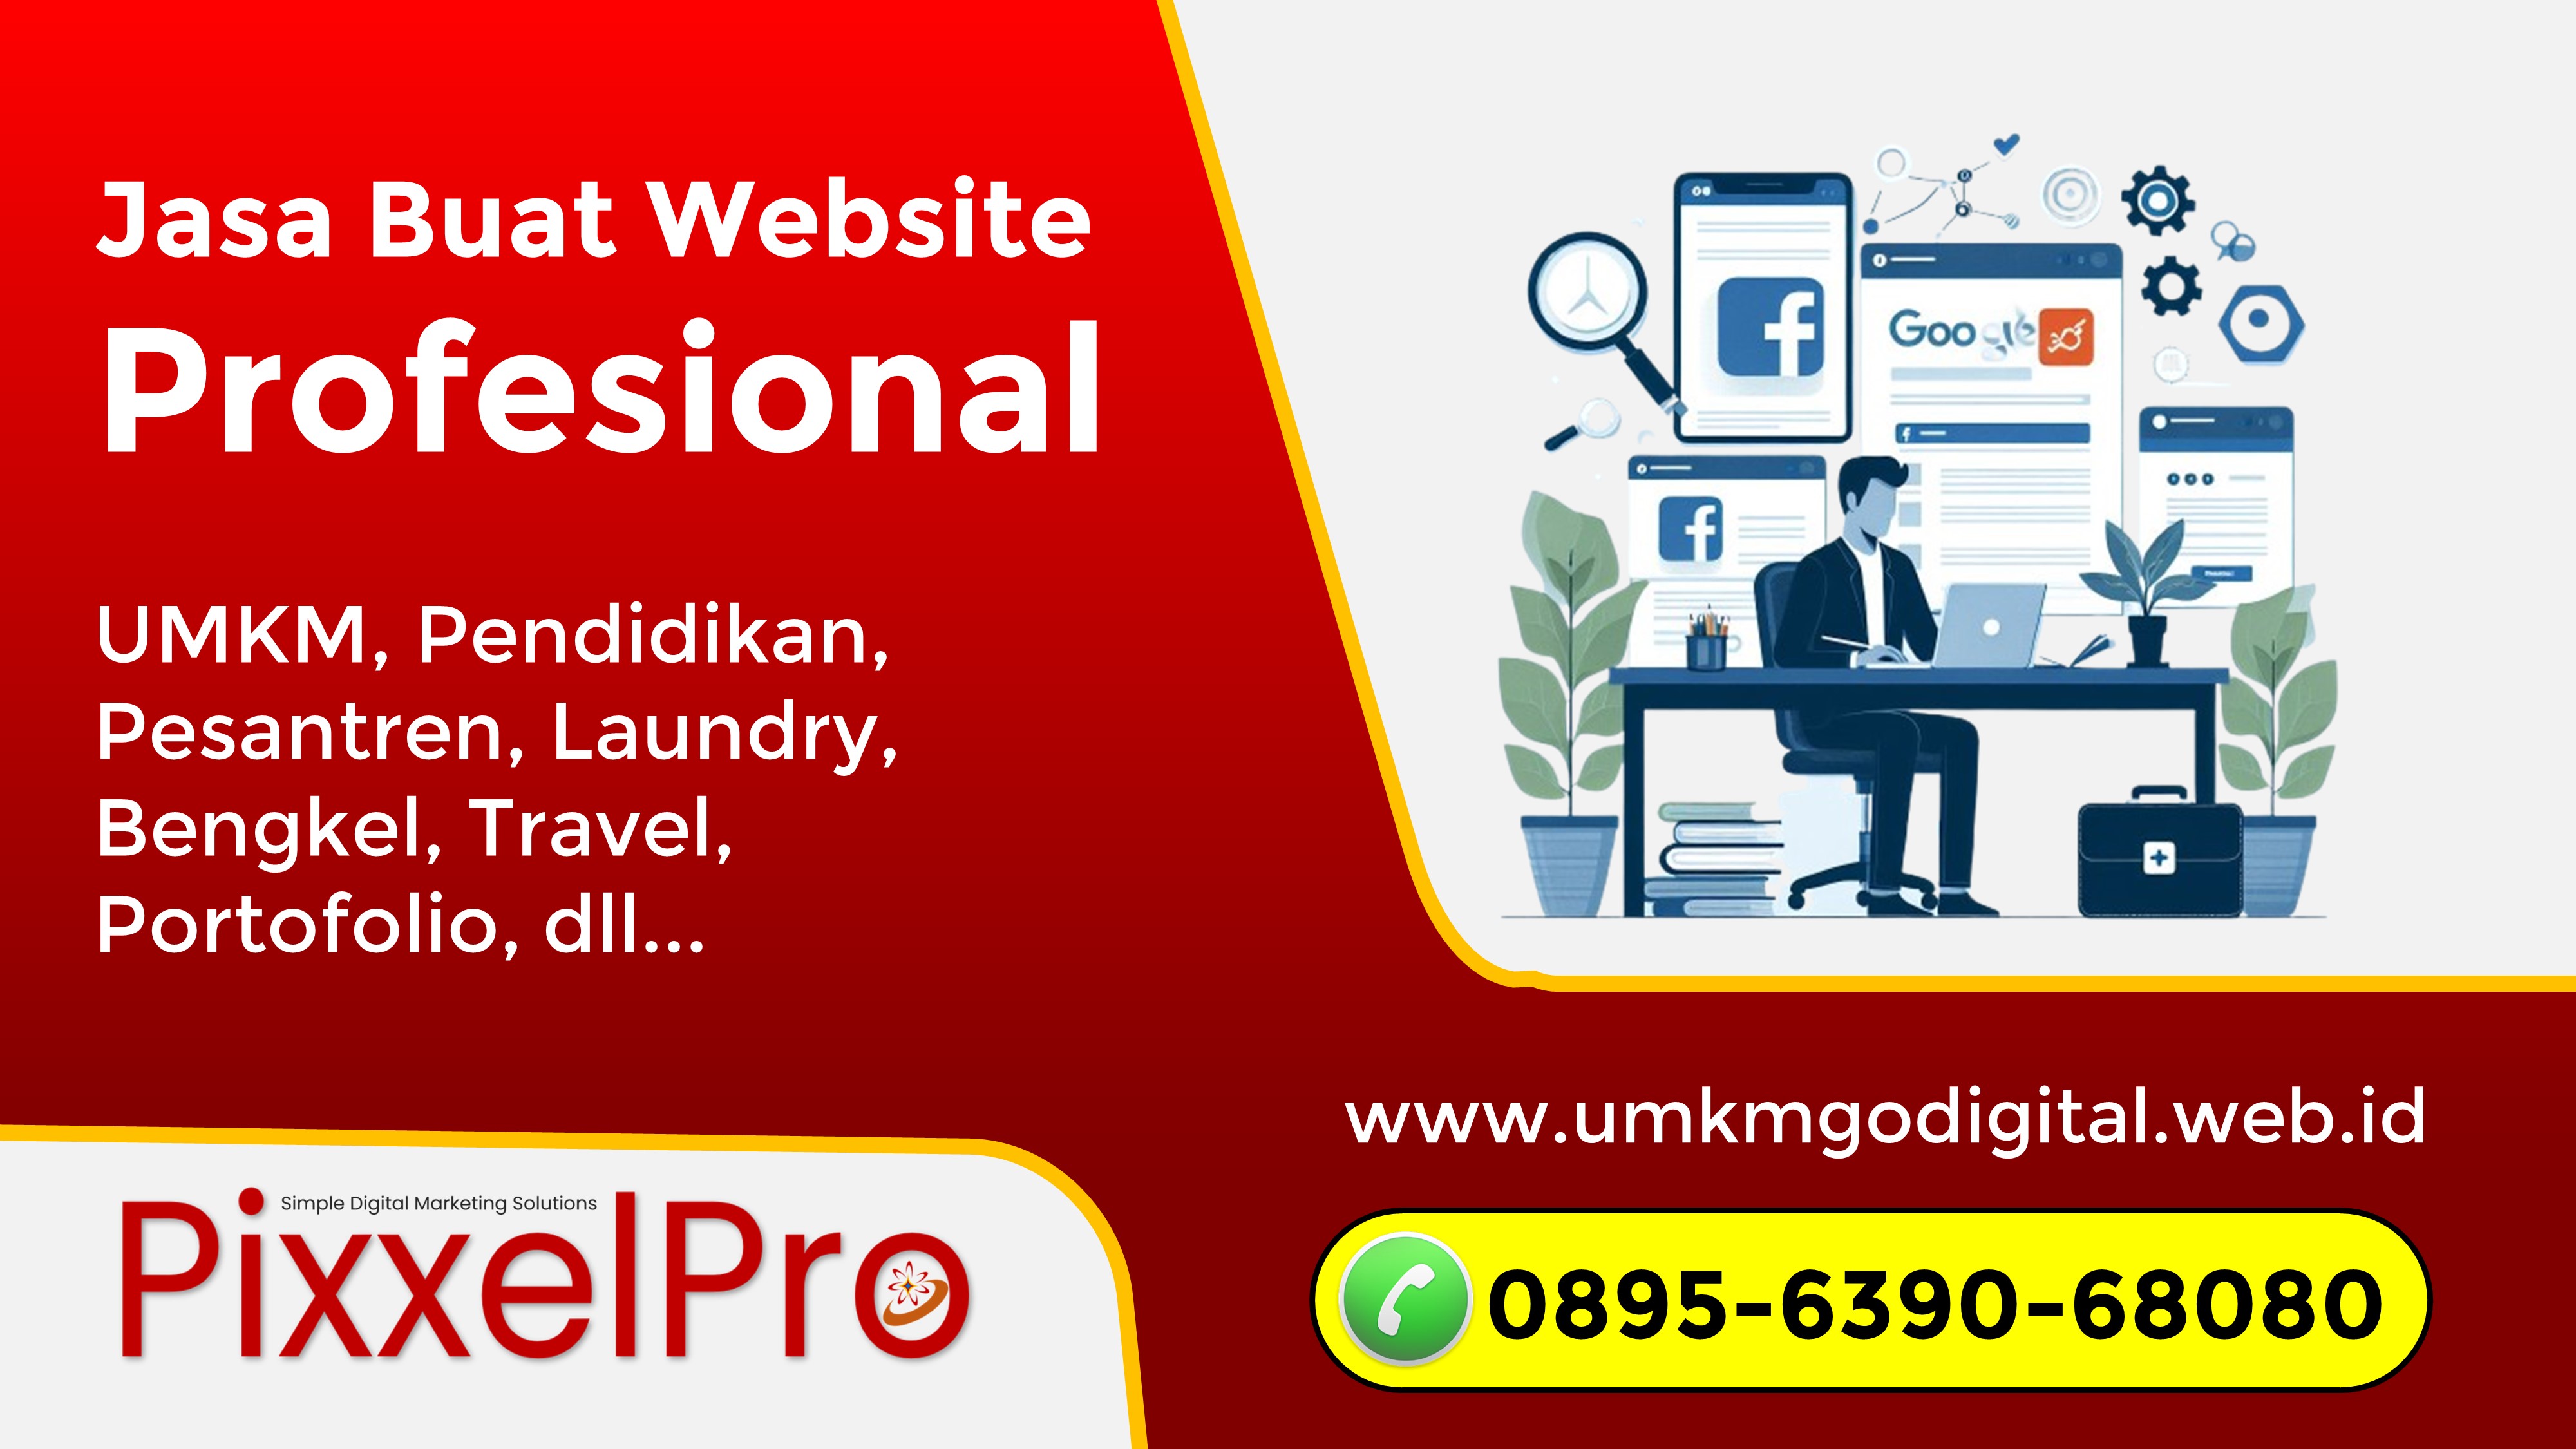 Jasa Buat Website
Profesional
UMKM, Pendidikan,
Pesantren, Laundry,
Bengkel, Travel,
Portofolio, dll...
Google
www.umkmgodigital.web.id
0895-6390-68080
Simple Digital Marketing Solutions
PixxelPro